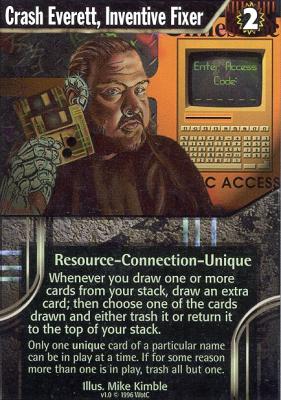 Crash Everett, Inventive Fixer
2
Enter Access
Code
C ACCESS
Resource-Connection-Unique
Whenever you draw one or more
cards from your stack, draw an extra
card; then choose one of the cards
drawn and either trash it or return it
to the top of your stack.
Only one unique card of a particular name
can be in play at a time. If for some reason
more than one is in play, trash all but one.
Illus. Mike Kimble
v1.0 © 1996 WotC